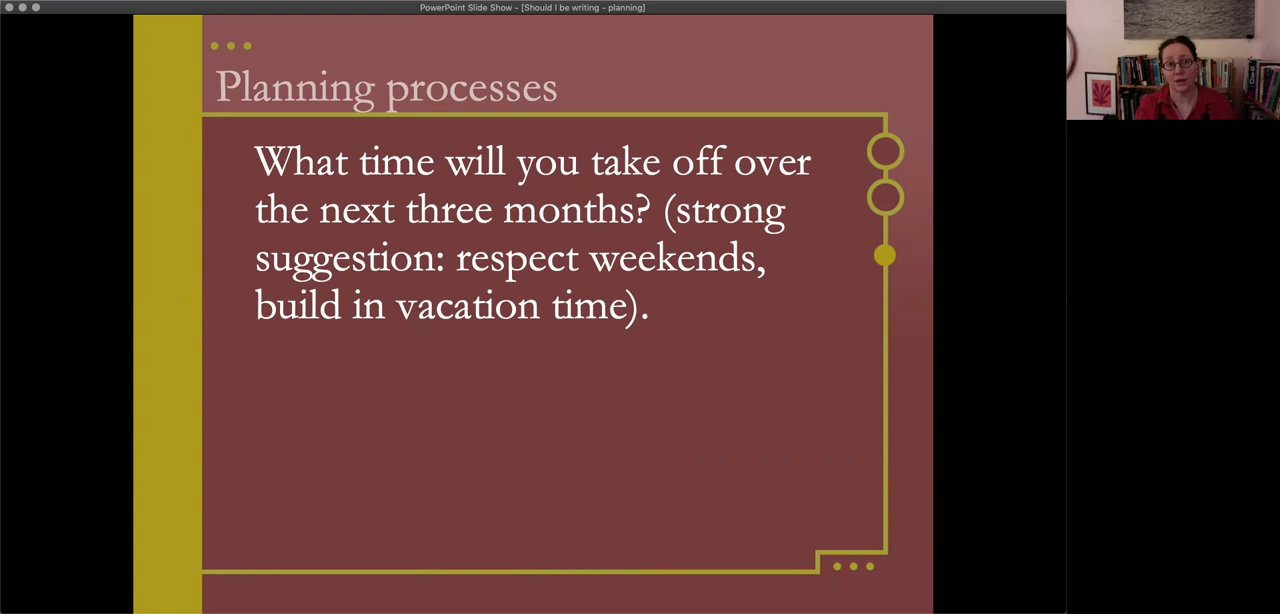 PowerPoint Slide Show - [Should I be writing - planning]
Planning processes
What time will you take off over
the next three months? (strong
suggestion: respect weekends,
build in vacation time).